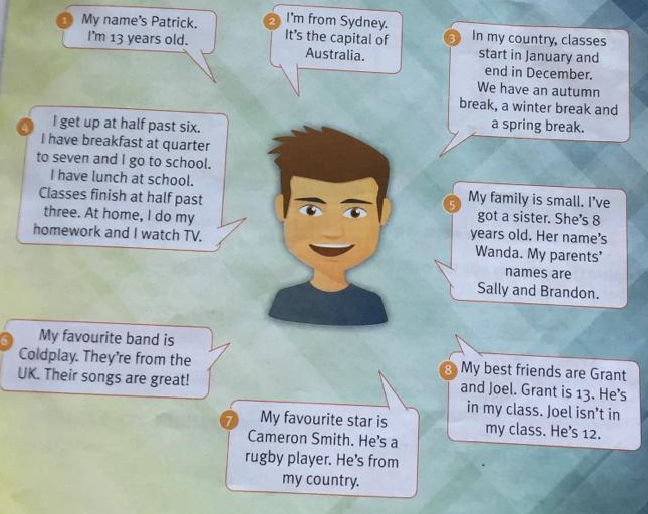 1 My name's Patrick.
I'm 13 years old.
2 I'm from Sydney.
It's the capital of
Australia.
3 In my country, classes
start in January and
end in December.
We have an autumn
break, a winter break and
a spring break.
4 I get up at half past six.
I have breakfast at quarter
to seven and I go to school.
I have lunch at school.
Classes finish at half past
three. At home, I do my
homework and I watch TV.
5 My family is small. I've
got a sister. She's 8
years old. Her name's
Wanda. My parents'
names are
Sally and Brandon.
6 My favourite band is
Coldplay. They're from the
UK. Their songs are great!
7 My favourite star is
Cameron Smith. He's a
rugby player. He's from
my country.
8 My best friends are Grant
and Joel. Grant is 13. He's
in my class. Joel isn't in
my class. He's 12.